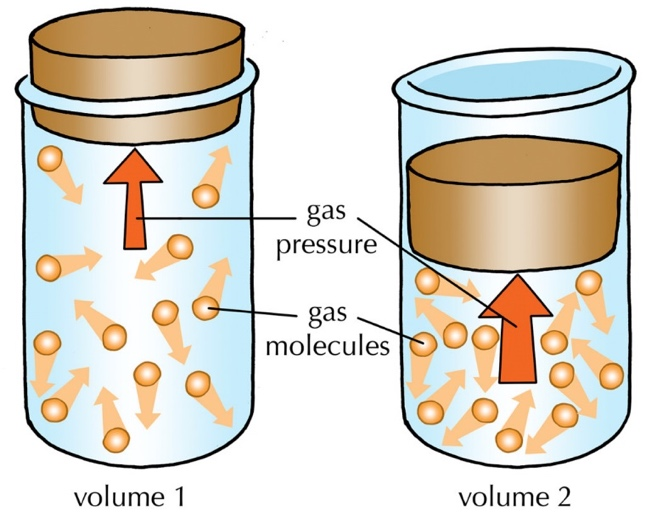 gas
pressure
gas
molecules
volume 1
volume 2